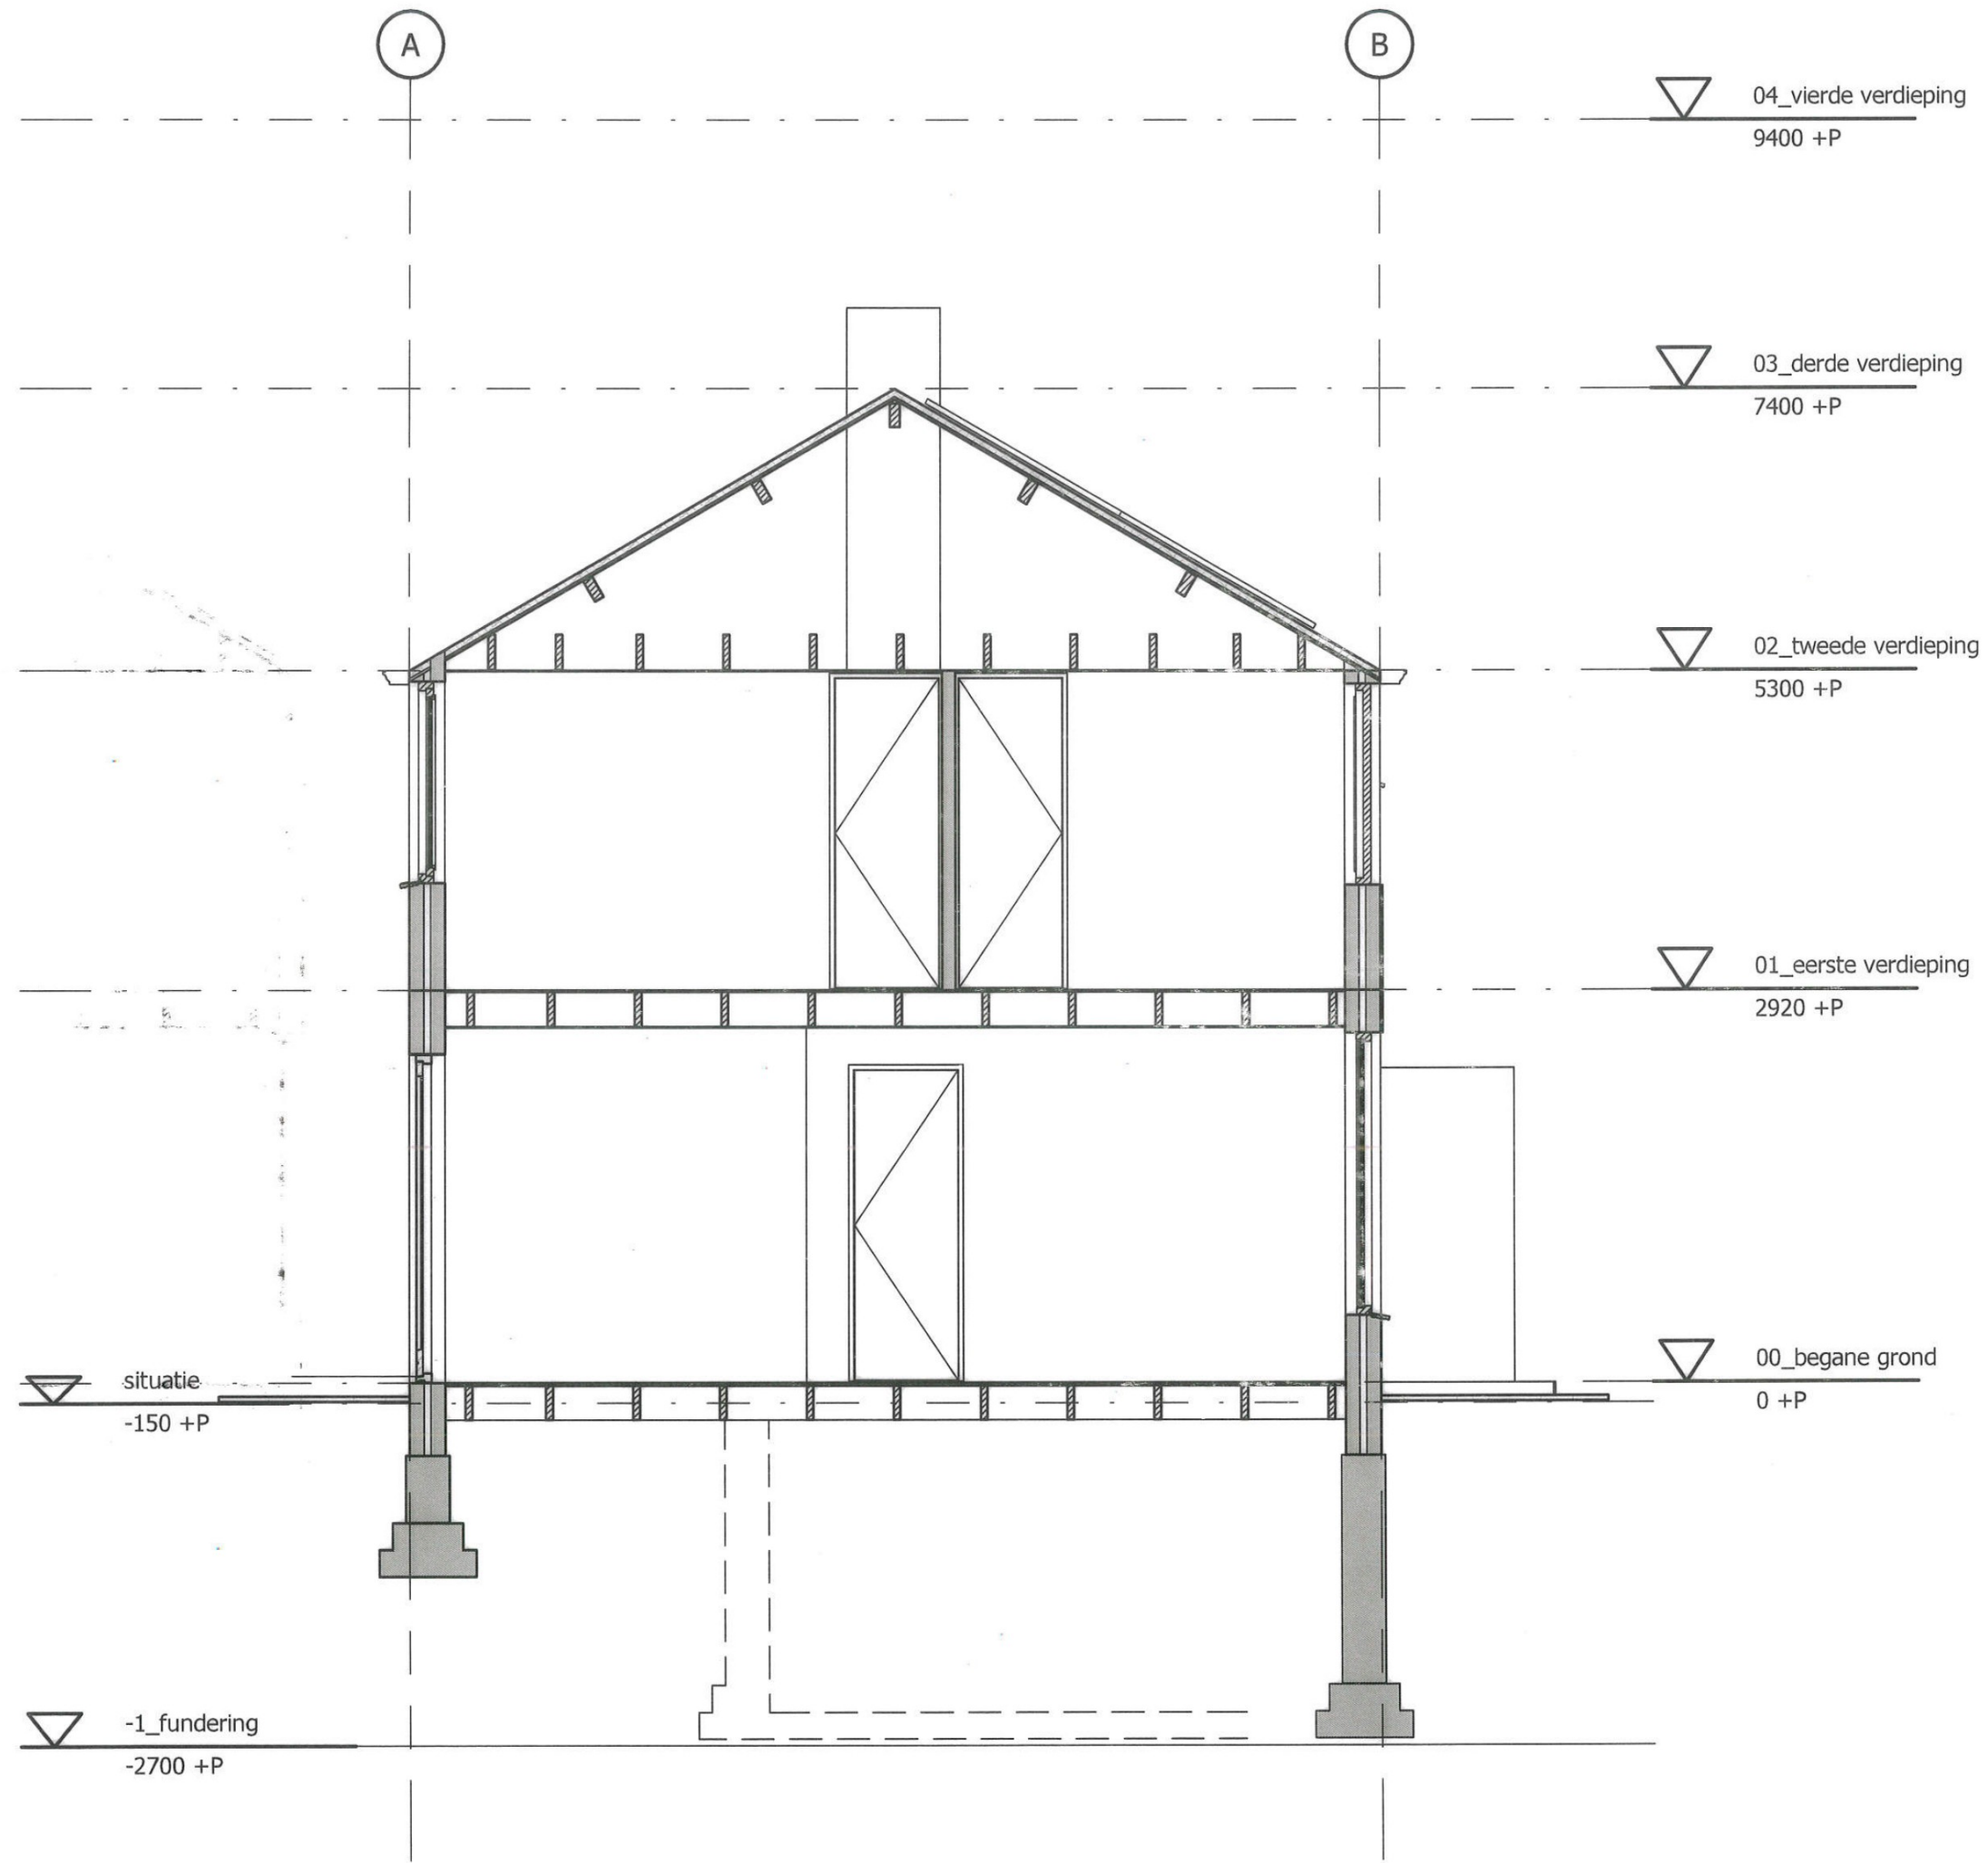 A
B
04_vierde verdieping
9400 +P
03_derde verdieping
7400 +P
02_tweede verdieping
5300 +P
01_eerste verdieping
2920 +P
situatie
-150 +P
00_begane grond
0 +P
-1_fundering
-2700 +P